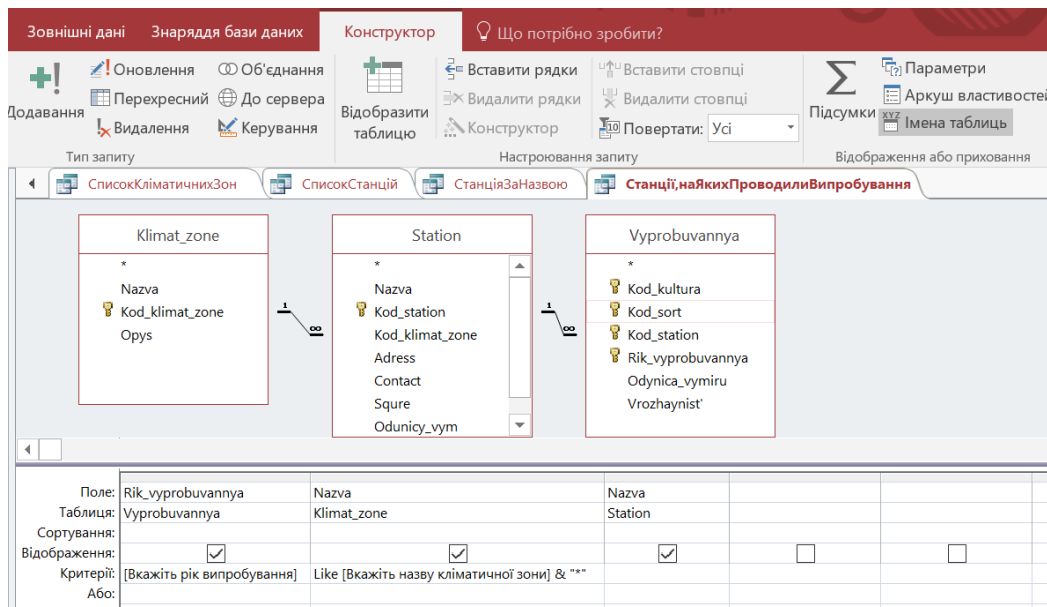 Зовнішні дані Знаряддя бази даних Конструктор Що потрібно зробити?
Додавання
Оновлення
Перехресний
Видалення
Об'єднання
До сервера
Керування
Тип запиту
Відобразити
таблицю
Вставити рядки
Видалити рядки
Конструктор
Вставити стовпці
Видалити стовпці
Повертати: Усі
Настроювання запиту
Підсумки
Параметри
Аркуш властивостей
Імена таблиць
Відображення або приховання
СписокКліматичнихЗон СписокСтанцій СтанціяЗаНазвою Станції,наЯкихПроводилиВипробування
Klimat_zone
*
Nazva
Kod_klimat_zone
Opys
1 ∞
Station
*
Nazva
Kod_station
Kod_klimat_zone
Adress
Contact
Squre
Odunicy_vym
1 ∞
Vyprobuvannya
*
Kod_kultura
Kod_sort
Kod_station
Rik_vyprobuvannya
Odynica_vymiru
Vrozhaynist'
Поле: Rik_vyprobuvannya Nazva Nazva
Таблиця: Vyprobuvannya Klimat_zone Station
Сортування:
Відображення:
Критерії: [Вкажіть рік випробування] Like [Вкажіть назву кліматичної зони] & "*"
Або: